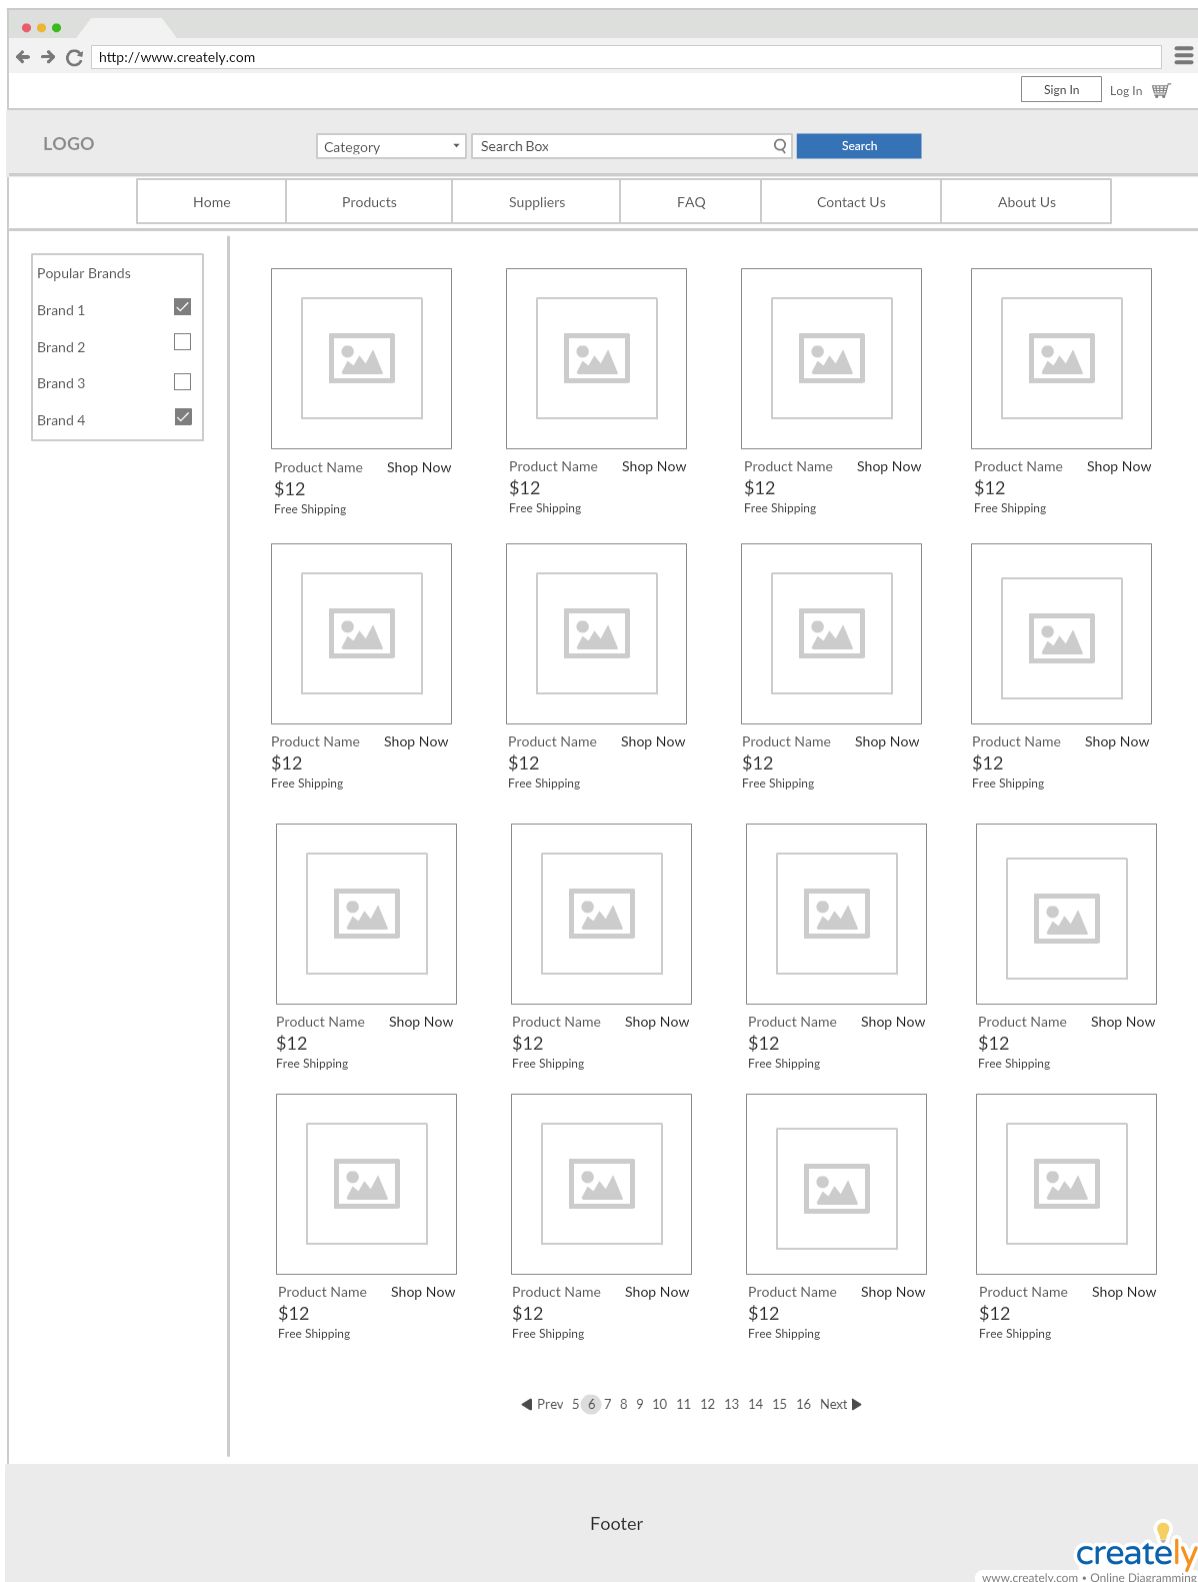 http://www.creately.com
Sign In Log In
LOGO Category Search Box Search
Home Products Suppliers FAQ Contact Us About Us
Popular Brands
Brand 1
Brand 2
Brand 3
Brand 4
Product Name Shop Now Product Name Shop Now Product Name Shop Now Product Name Shop Now
$12 $12 $12 $12
Free Shipping Free Shipping Free Shipping Free Shipping
Product Name Shop Now Product Name Shop Now Product Name Shop Now Product Name Shop Now
$12 $12 $12 $12
Free Shipping Free Shipping Free Shipping Free Shipping
Product Name Shop Now Product Name Shop Now Product Name Shop Now Product Name Shop Now
$12 $12 $12 $12
Free Shipping Free Shipping Free Shipping Free Shipping
Product Name Shop Now Product Name Shop Now Product Name Shop Now Product Name Shop Now
$12 $12 $12 $12
Free Shipping Free Shipping Free Shipping Free Shipping
Prev 5 6 7 8 9 10 11 12 13 14 15 16 Next
Footer
creately
www.creately.com • Online Diagramming